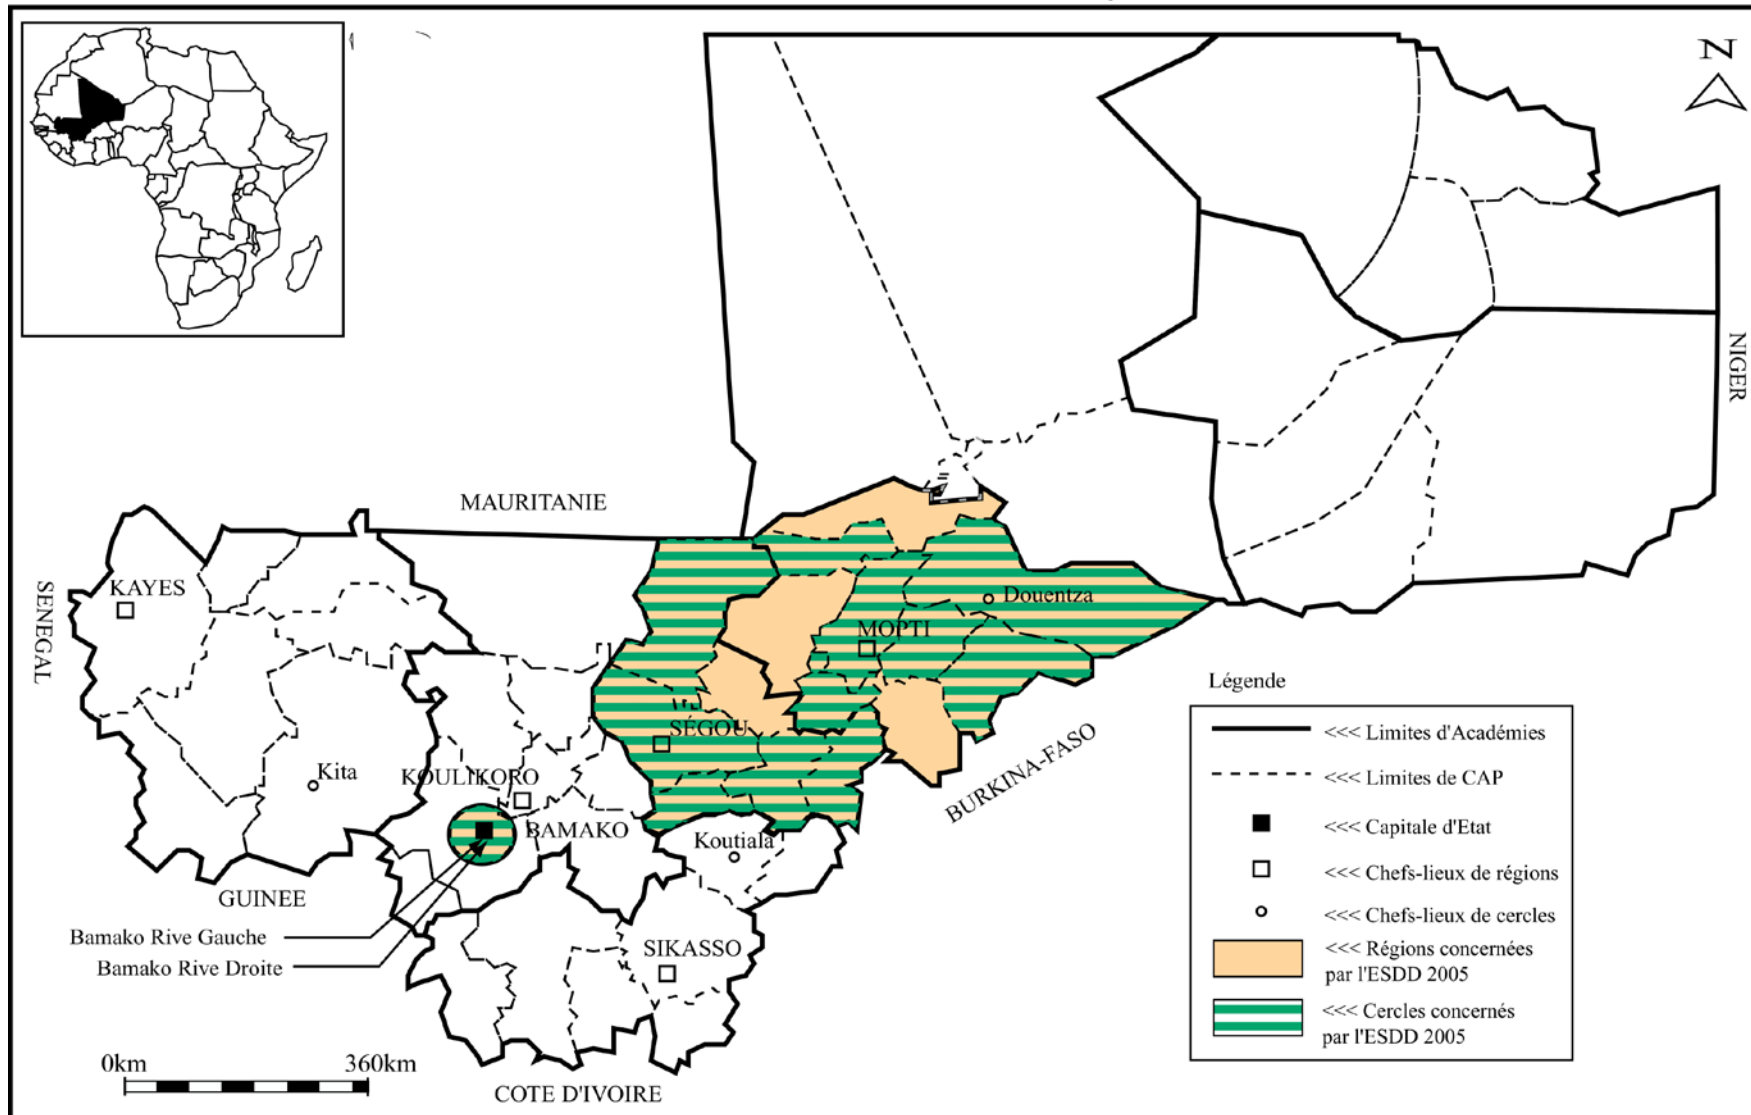 N
MAURITANIE
NIGER
SENEGAL
KAYES
Douentza
MOPTI
Légende
SÉGOU
<<< Limites d'Académies
Kita
KOULIKORO
<<< Limites de CAP
BURKINA-FASO
BAMAKO
<<< Capitale d'Etat
Koutiala
<<< Chefs-lieux de régions
GUINEE
<<< Chefs-lieux de cercles
Bamako Rive Gauche
SIKASSO
<<< Régions concernées
par l'ESDD 2005
Bamako Rive Droite
<<< Cercles concernés
par l'ESDD 2005
0km 360km
COTE D'IVOIRE